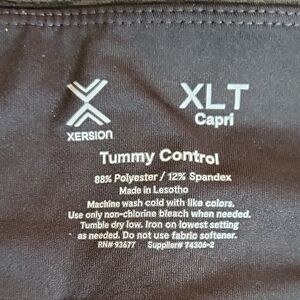 XLT
Capri
XERSION
Tummy Control
88% Polyester / 12% Spandex
Made in Lesotho
Machine wash cold with like colors.
Use only non-chlorine bleach when needed.
Tumble dry low. Iron on lowest setting
as needed. Do not use fabric softener.
RN# 93677 Supplier# 74306-2